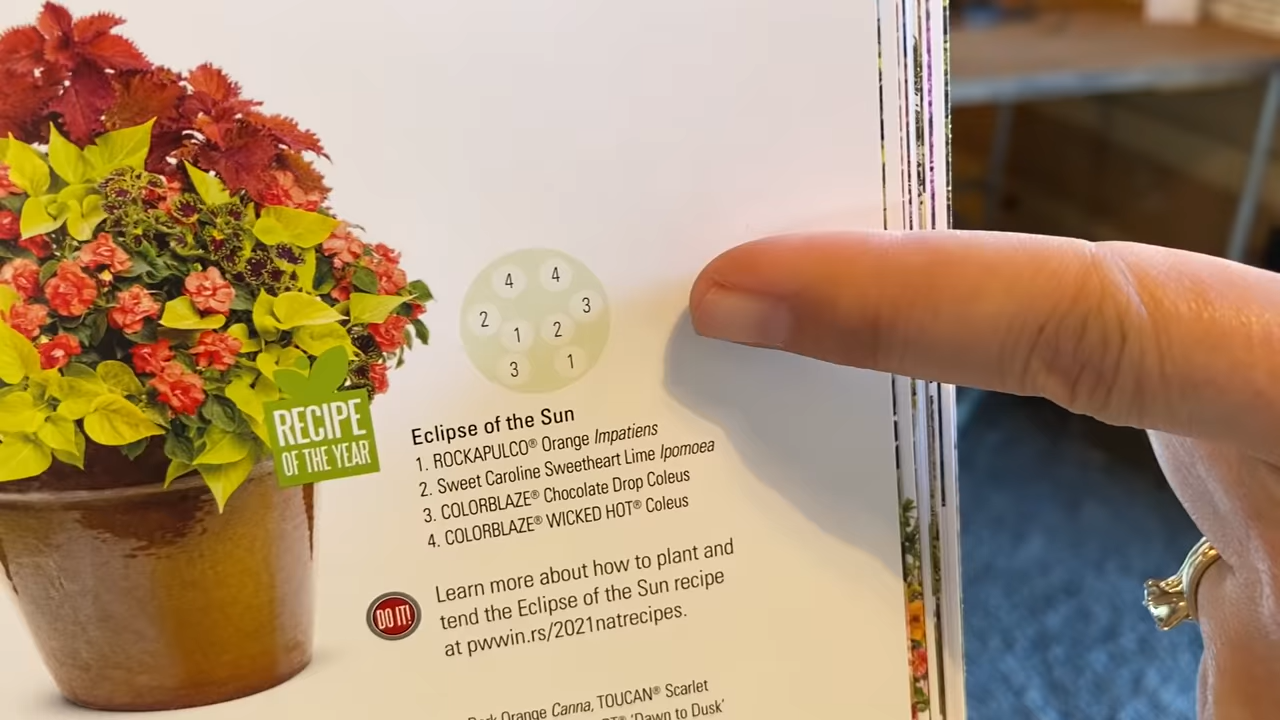 4 4
3
2
1 2
3 1
RECIPE
OF THE YEAR
Eclipse of the Sun
1. ROCKAPULCO® Orange Impatiens
2. Sweet Caroline Sweetheart Lime Ipomoea
3. COLORBLAZE® Chocolate Drop Coleus
4. COLORBLAZE® WICKED HOT® Coleus
DO IT!
Learn more about how to plant and
tend the Eclipse of the Sun recipe
at pwwin.rs/2021natrecipes.
Orange Canna, TOUCAN® Scarlet
'Dawn to Dusk'